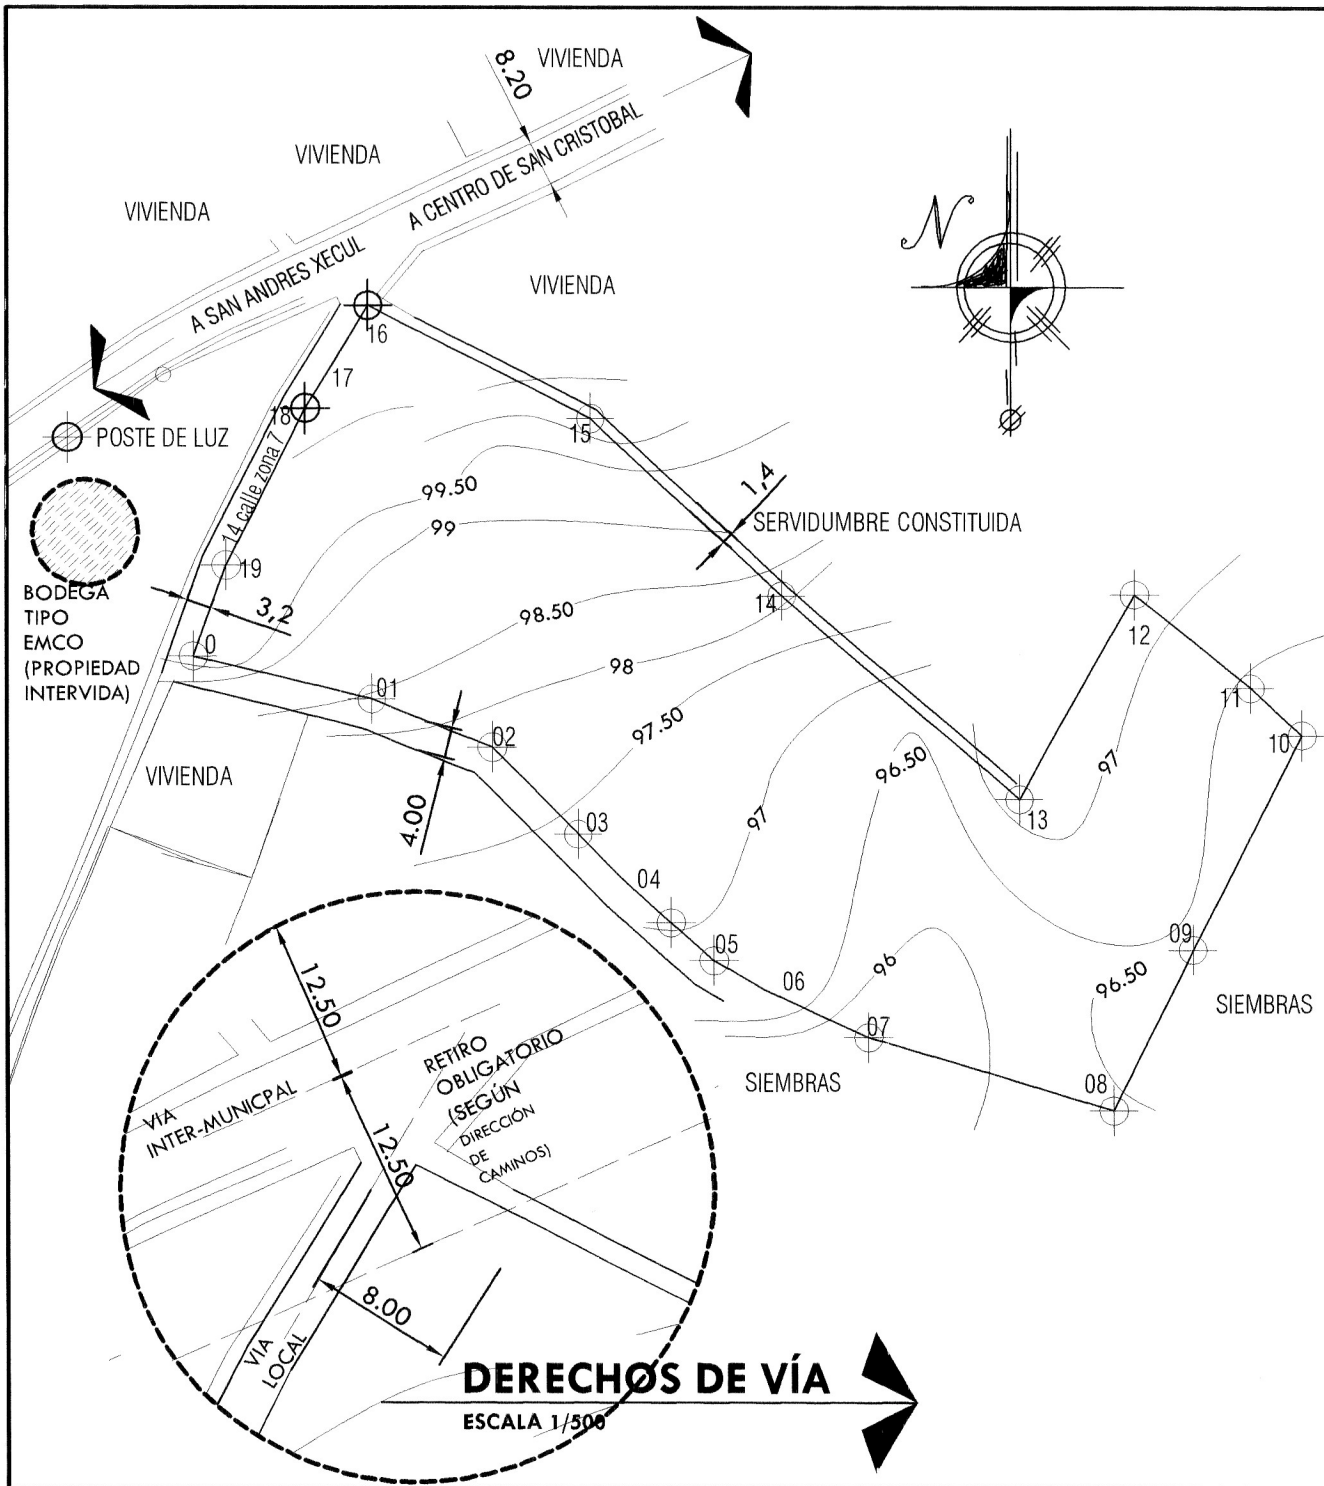 8.20
VIVIENDA
VIVIENDA
VIVIENDA
A CENTRO DE SAN CRISTOBAL
A SAN ANDRES XECUL
VIVIENDA
N
16
17
18
15
POSTE DE LUZ
14 calle zona 7
99.50
99
1,4
SERVIDUMBRE CONSTITUIDA
19
BODEGA
TIPO
EMCO
(PROPIEDAD
INTERVIDA)
3,2
98.50
14
12
0
98
01
11
02
97.50
10
VIVIENDA
96.50
97
4.00
03
97
13
04
05
09
06
96
96.50
12.50
SIEMBRAS
07
RETIRO
OBLIGATORIO
(SEGÚN
DIRECCIÓN
DE
CAMINOS)
SIEMBRAS
08
VIA
INTER-MUNICPAL
12.50
8.00
VIA
LOCAL
DERECHOS DE VÍA
ESCALA 1/500